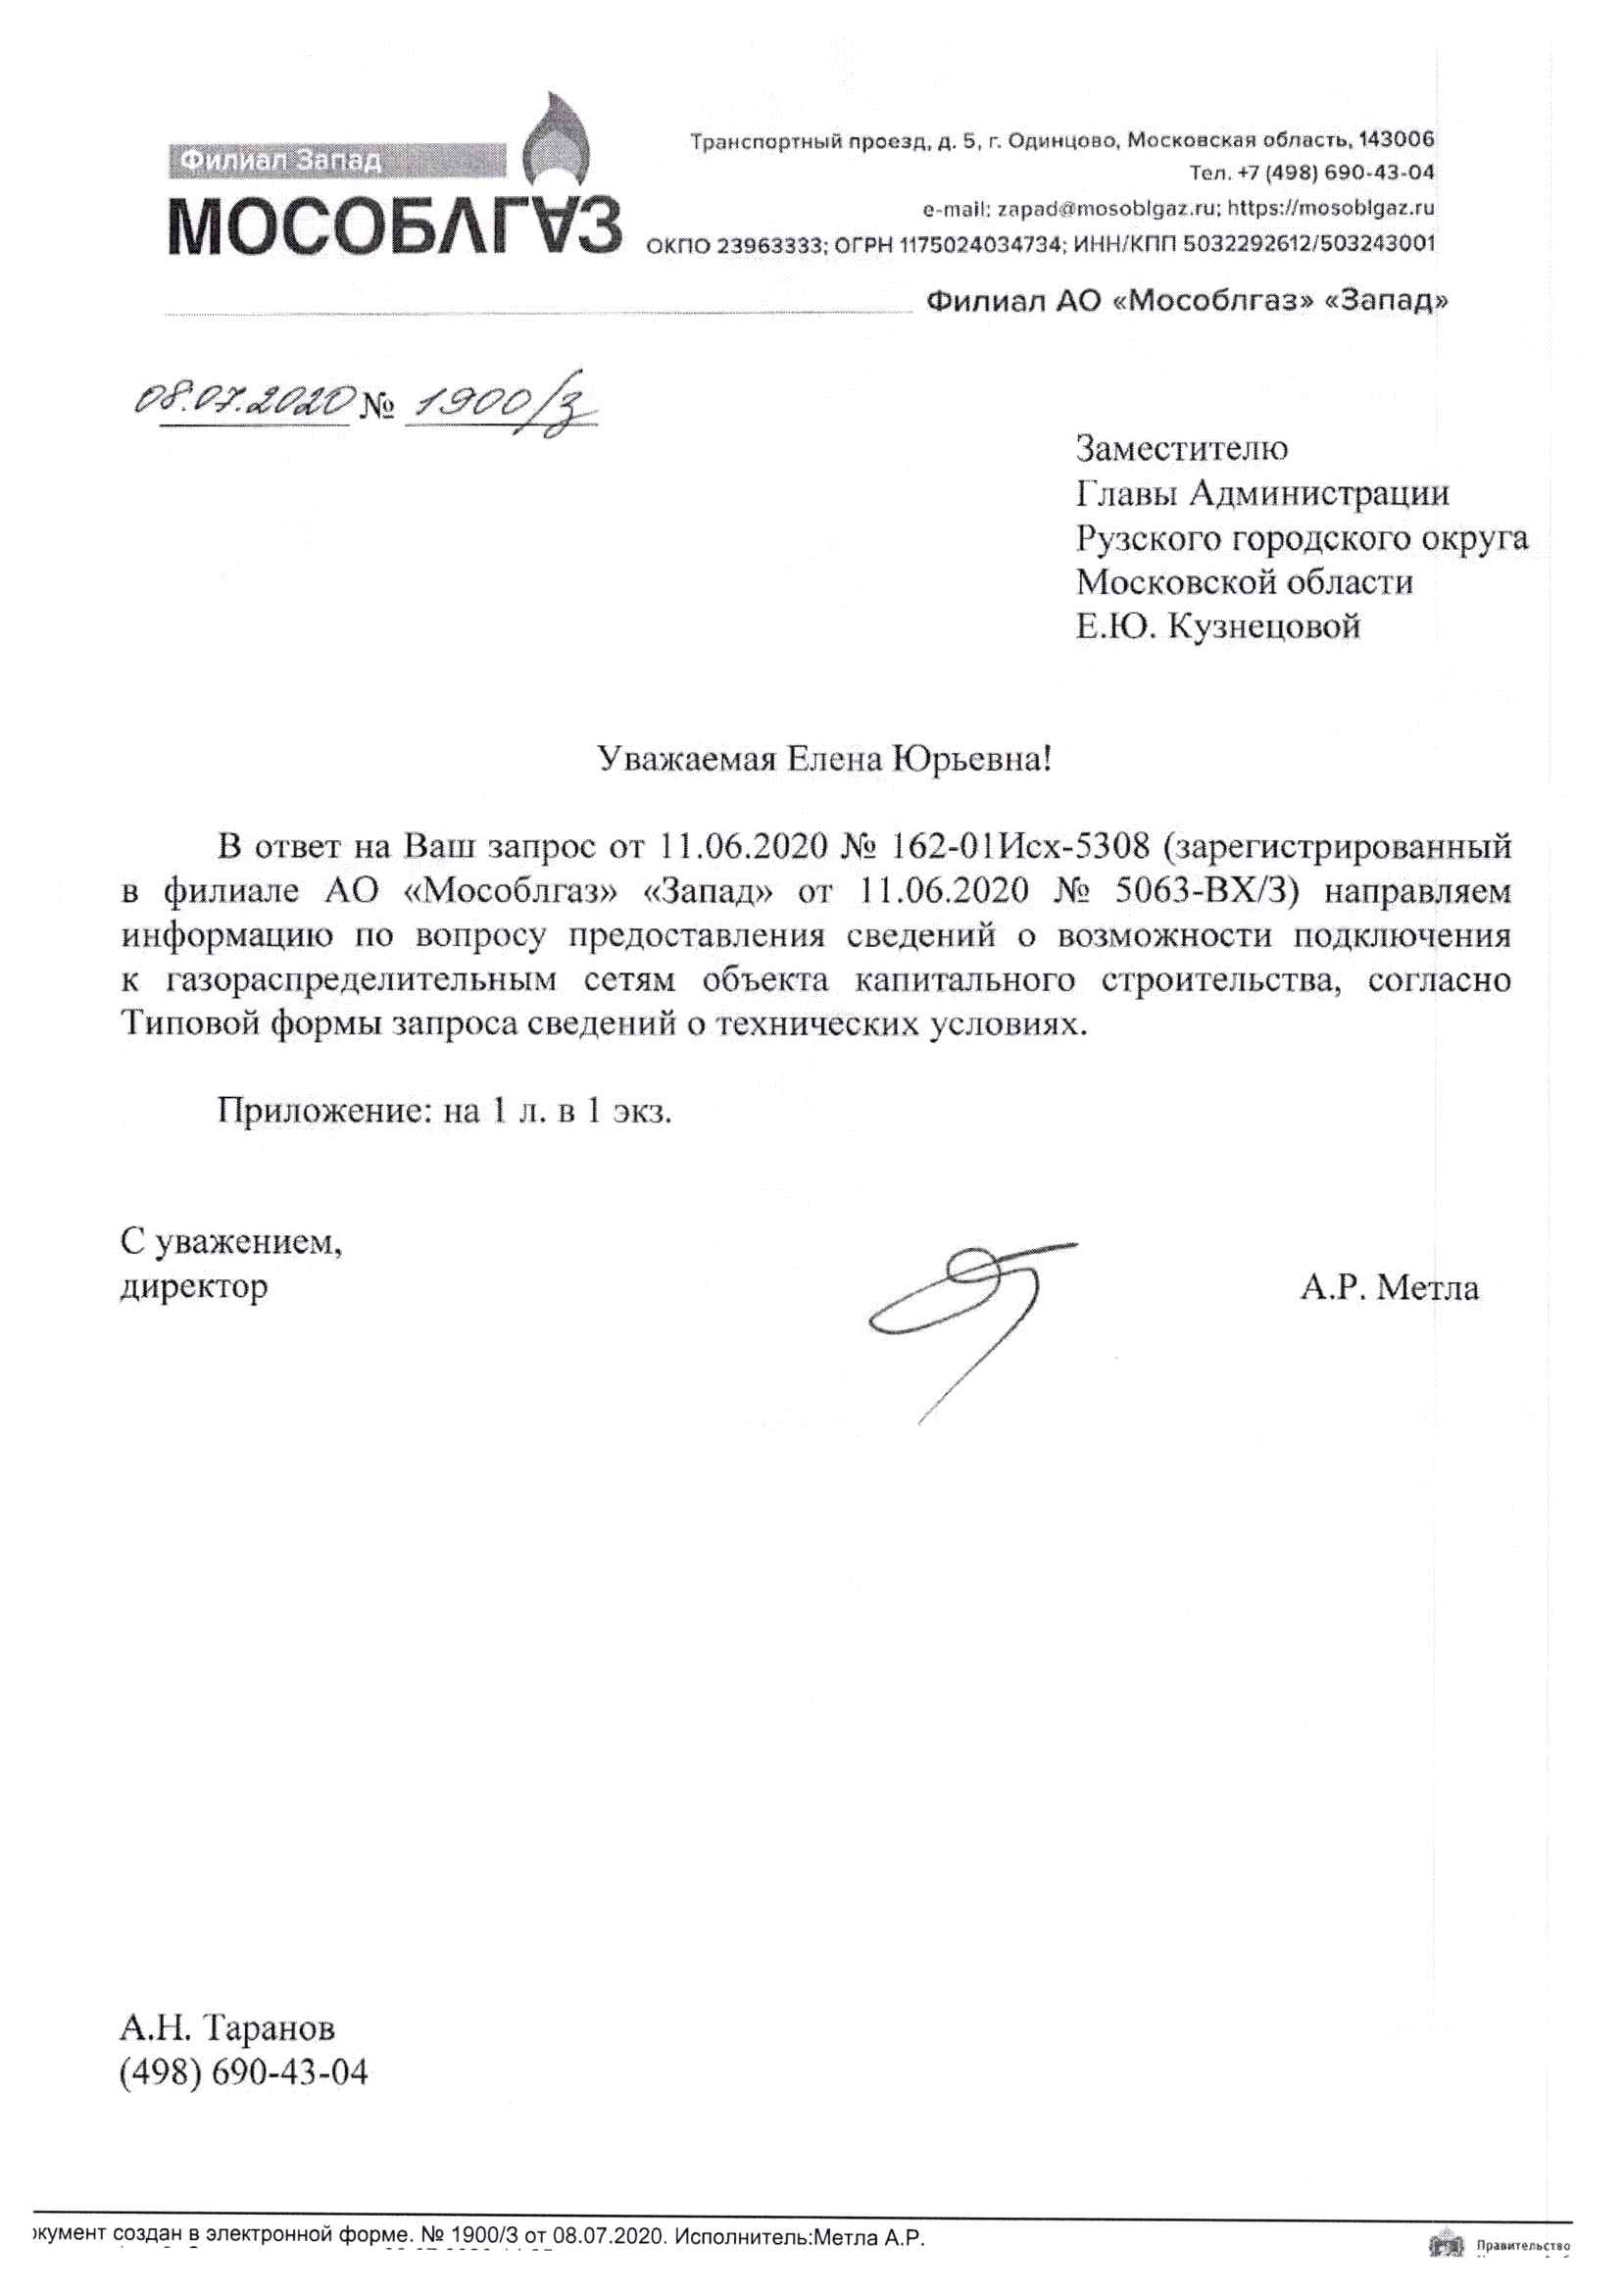 Филиал Запад
МОСОБЛГАЗ
Транспортный проезд, д. 5, г. Одинцово, Московская область, 143006
Тел. +7 (498) 690-43-04
e-mail: zapad@mosoblgaz.ru; https://mosoblgaz.ru
ОКПО 23963333; ОГРН 1175024034734; ИНН/КПП 5032292612/503243001
Филиал АО «Мособлгаз» «Запад»
08.07.2020 № 1900/З
Заместителю
Главы Администрации
Рузского городского округа
Московской области
Е.Ю. Кузнецовой
Уважаемая Елена Юрьевна!
В ответ на Ваш запрос от 11.06.2020 № 162-01Исх-5308 (зарегистрированный
в филиале АО «Мособлгаз» «Запад» от 11.06.2020 № 5063-ВХ/З) направляем
информацию по вопросу предоставления сведений о возможности подключения
к газораспределительным сетям объекта капитального строительства, согласно
Типовой формы запроса сведений о технических условиях.
Приложение: на 1 л. в 1 экз.
С уважением,
директор
А.Р. Метла
А.Н. Таранов
(498) 690-43-04
окумент создан в электронной форме. № 1900/З от 08.07.2020. Исполнитель:Метла А.Р.
Правительство